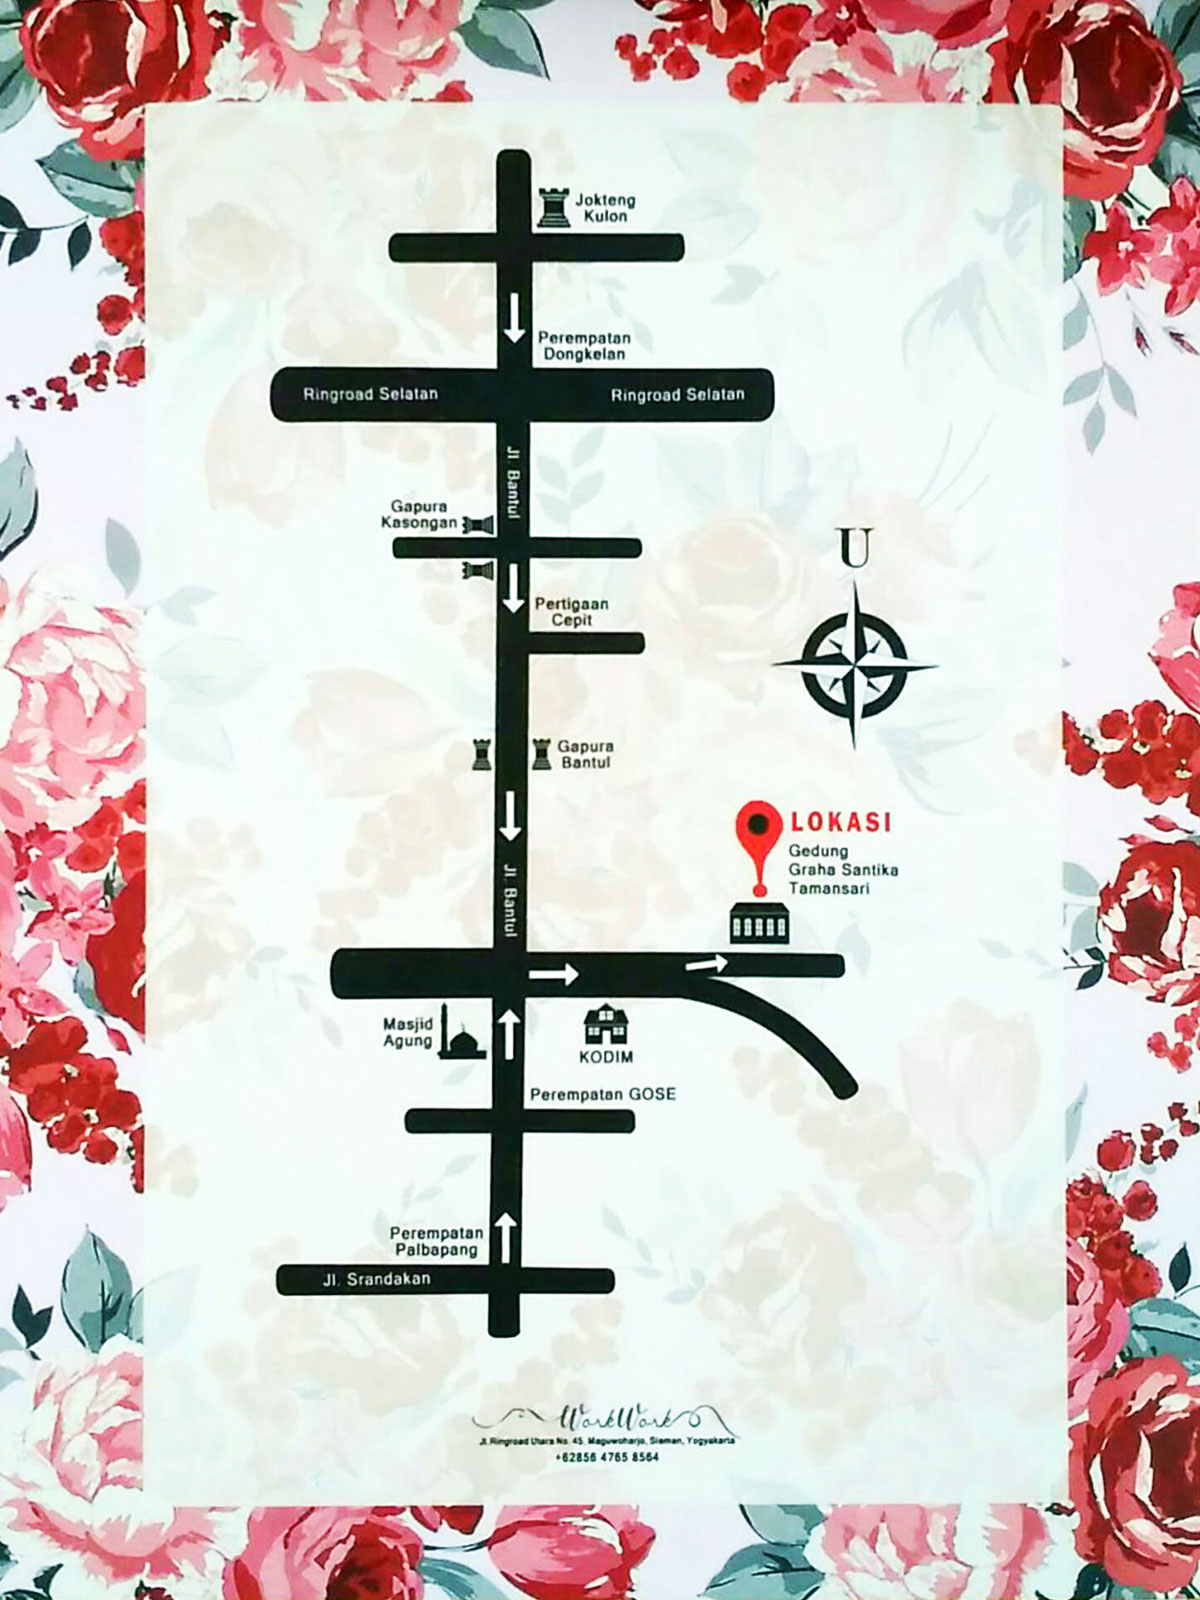 Jokteng
Kulon
Perempatan
Dongkelan
Ringroad Selatan
Ringroad Selatan
Jl. Bantul
Gapura
Kasongan
U
Pertigaan
Cepit
Gapura
Bantul
LOKASI
Gedung
Graha Santika
Tamansari
Jl. Bantul
Masjid
Agung
KODIM
Perempatan GOSE
Perempatan
Palbapang
Jl. Srandakan
WorkWork
Jl.Ringroad Utara No. 45, Maguwoharjo, Sleman, Yogyakarta
+62856 4765 8564